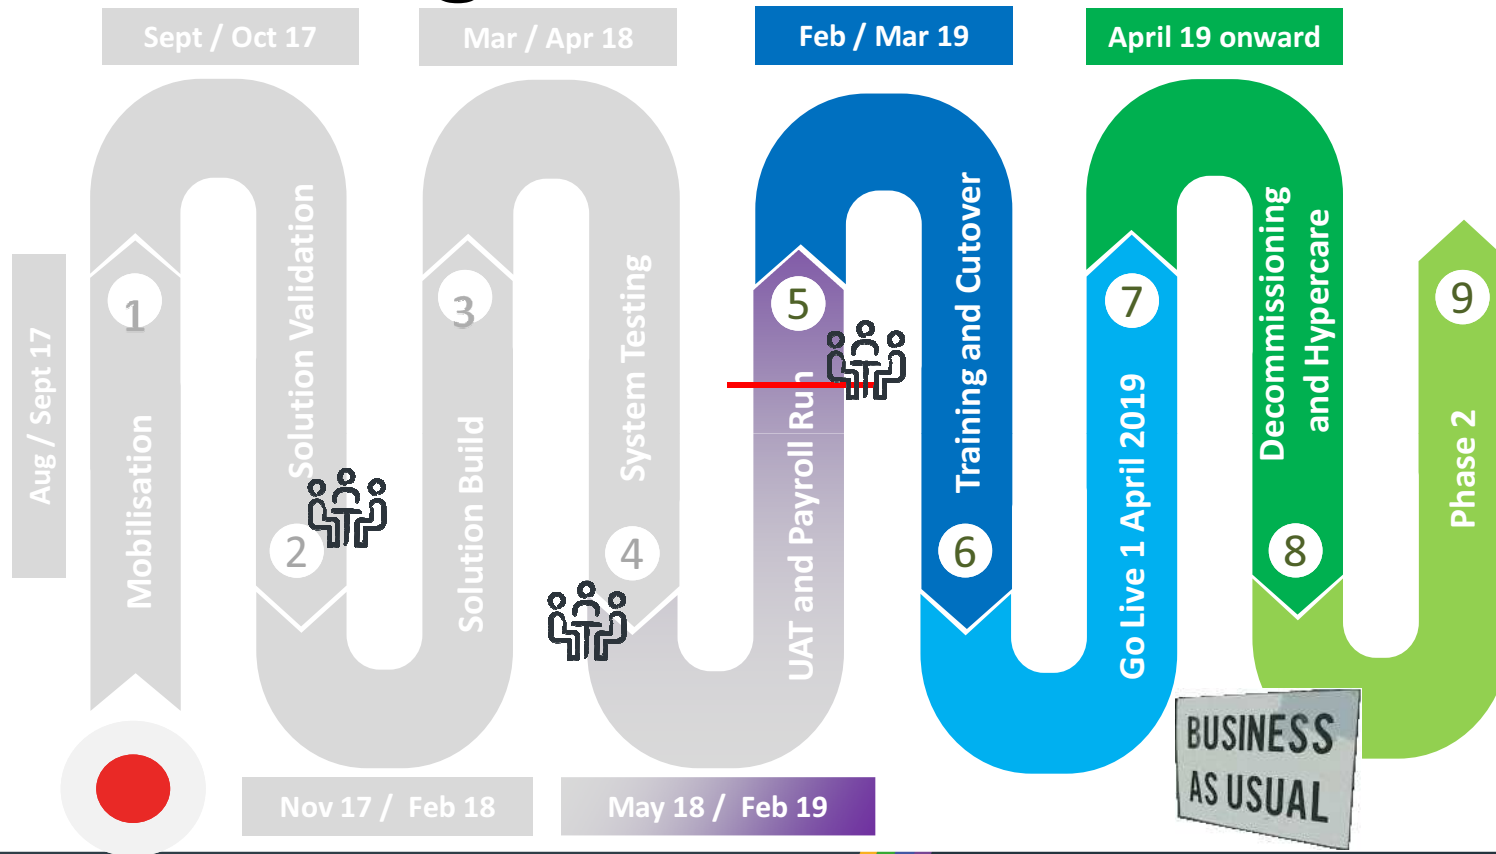 Sept / Oct 17
Mar / Apr 18
Feb / Mar 19
April 19 onward
Aug / Sept 17
1
Mobilisation
Solution Validation
2
3
Solution Build
System Testing
4
5
UAT and Payroll Run
Training and Cutover
6
7
Go Live 1 April 2019
Decommissioning
and Hypercare
8
9
Phase 2
Nov 17 / Feb 18
May 18 / Feb 19
BUSINESS
AS USUAL